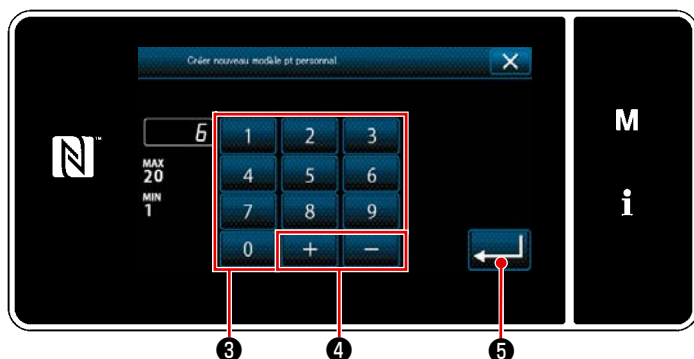 Créer nouveau modèle pt personnal.
6
MAX
20
MIN
1
1 2 3
4 5 6
7 8 9
0 + −
M
i
❸ ❹ ❺